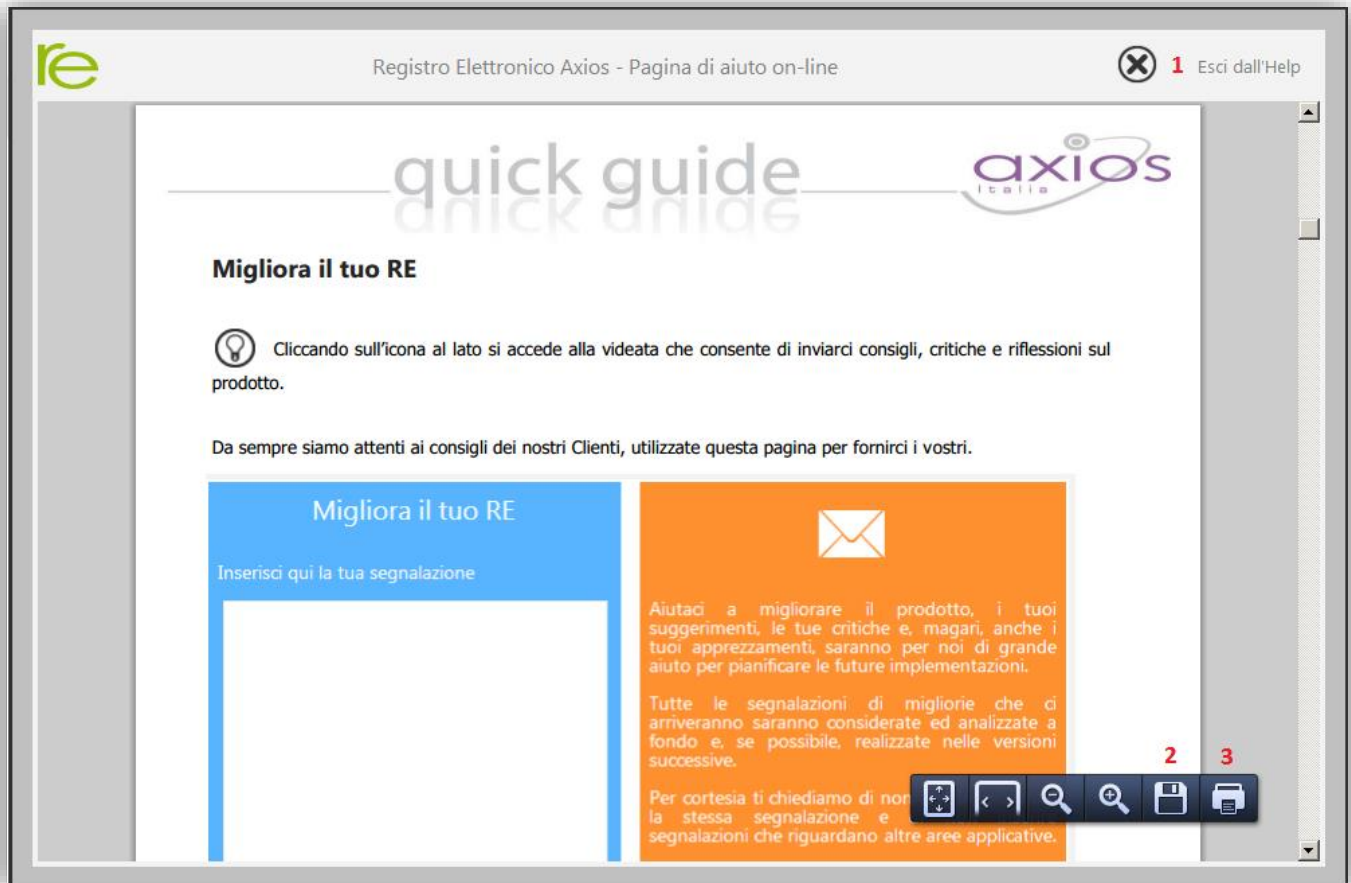 re
Registro Elettronico Axios - Pagina di aiuto on-line
1 Esci dall'Help
quick guide
axios
Italia
Migliora il tuo RE
Cliccando sull'icona al lato si accede alla videata che consente di inviarci consigli, critiche e riflessioni sul
prodotto.
Da sempre siamo attenti ai consigli dei nostri Clienti, utilizzate questa pagina per fornirci i vostri.
Migliora il tuo RE
Inserisci qui la tua segnalazione
Aiutaci a migliorare il prodotto, i tuoi
suggerimenti, le tue critiche e, magari, anche i
tuoi apprezzamenti, saranno per noi di grande
aiuto per pianificare le future implementazioni.
Tutte le segnalazioni di migliorie che ci
arriveranno saranno considerate ed analizzate a
fondo e, se possibile, realizzate nelle versioni
successive.
2 3
Per cortesia ti chiediamo di non
la stessa segnalazione e
segnalazioni che riguardano altre aree applicative.